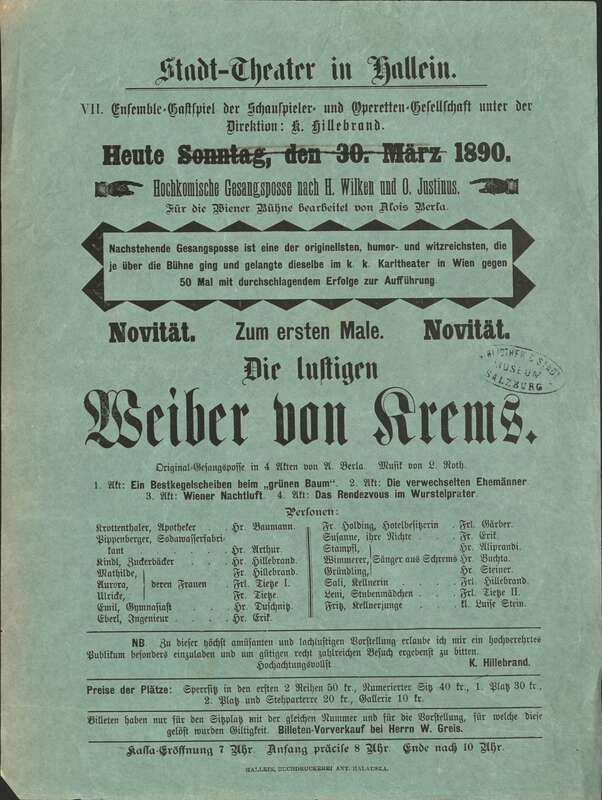 Stadt-Theater in Hallein.
VII. Ensemble-Gastspiel der Schauspieler- und Operetten-Gesellschaft unter der
Direktion: K. Hillebrand.
Heute Sonntag, den 30. März 1890.
Hochkomische Gesangsposse nach H. Wilken und O. Justinus.
Für die Wiener Bühne bearbeitet von Alois Berla.
Nachstehende Gesangsposse ist eine der originellsten, humor- und witzreichsten, die
je über die Bühne ging und gelangte dieselbe im k. k. Karltheater in Wien gegen
50 Mal mit durchschlagendem Erfolge zur Aufführung.
Novität. Zum ersten Male. Novität.
Die lustigen
BIBLIOTHEK D. STÄDT.
MUSEUM
SALZBURG
Weiber von Krems.
Original-Gesangsposse in 4 Akten von A. Berla. Musik von L. Roth.
1. Akt: Ein Bestkegelscheiben beim „grünen Baum“. 2. Akt: Die verwechselten Ehemänner.
3. Akt: Wiener Nachtluft. 4. Akt: Das Rendezvous im Wurstelprater.
Personen:
Krottenthaler, Apotheker . . Hr. Baumann.
Pippenberger, Sodawasserfabri-
kant . . . Hr. Arthur.
Kindl, Zuckerbäcker . . Hr. Hillebrand.
Mathilde, Fr. Hillebrand.
Aurora, deren Frauen Frl. Tietze I.
Ulricke, Fr. Tietze.
Emil, Gymnasiast . . Hr. Duschnitz.
Eberl, Ingenieur . . Hr. Erik.
Fr. Holding, Hotelbesitzerin . Frl. Gärber.
Susanne, ihre Nichte . . Fr. Erik.
Stampfl, Hr. Aliprandi.
Wimmerer, Sänger aus Schrems Hr. Buchta.
Gründling, Hr. Steiner.
Sali, Kellnerin . . Frl. Hillebrand.
Leni, Stubenmädchen . . Frl. Tietze II.
Fritz, Kellnerjunge . . kl. Luise Stein.
NB. Zu dieser höchst amüsanten und lachlustigen Vorstellung erlaube ich mir ein hochverehrtes
Publikum besonders einzuladen und um gütigen recht zahlreichen Besuch ergebenst zu bitten.
Hochachtungsvollst K. Hillebrand.
Preise der Plätze: Sperrsitz in den ersten 2 Reihen 50 kr., Numerierter Sitz 40 kr., 1. Platz 30 kr.,
2. Platz und Stehparterre 20 kr., Gallerie 10 kr.
Billeten haben nur für den Sitzplatz mit der gleichen Nummer und für die Vorstellung, für welche diese
gelöst wurden Giltigkeit. Billeten-Vorverkauf bei Herrn W. Greis.
Kassa-Eröffnung 7 Uhr. Anfang präcise 8 Uhr. Ende nach 10 Uhr.
HALLEIN, BUCHDRUCKEREI ANT. HALAUSKA.